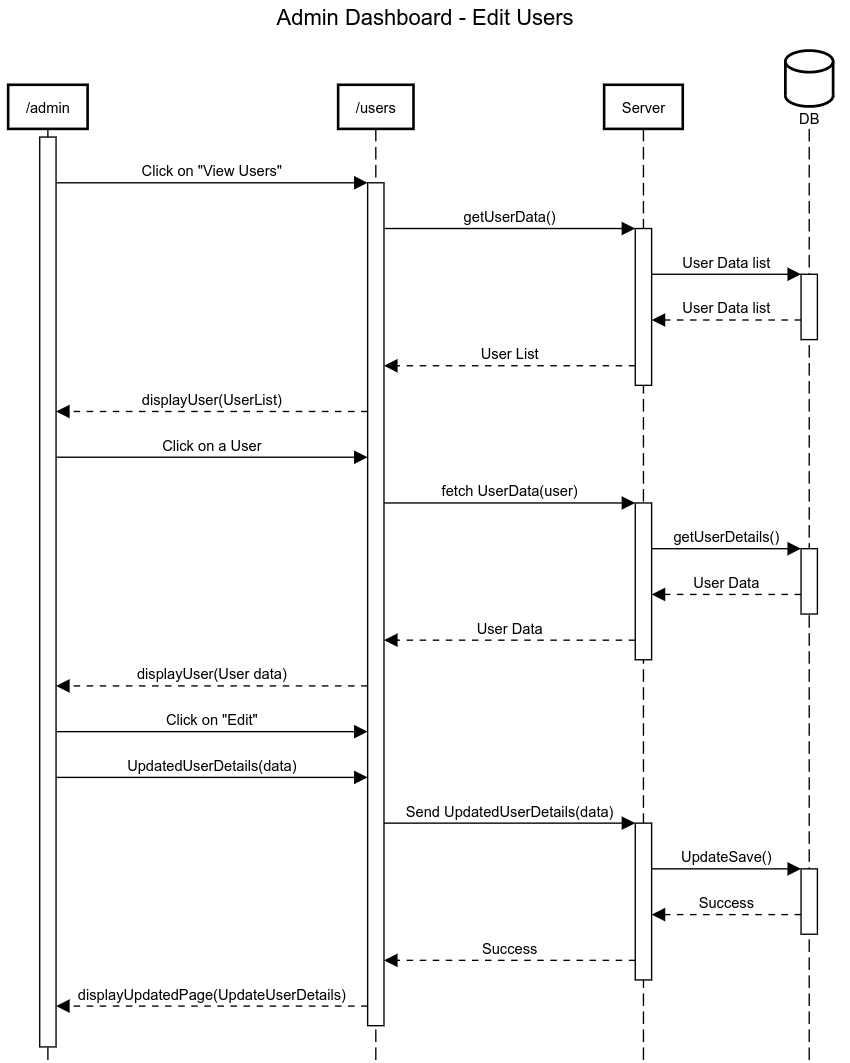 Admin Dashboard - Edit Users
/admin
/users
Server
DB
Click on "View Users"
getUserData()
User Data list
User Data list
User List
displayUser(UserList)
Click on a User
fetch UserData(user)
getUserDetails()
User Data
User Data
displayUser(User data)
Click on "Edit"
UpdatedUserDetails(data)
Send UpdatedUserDetails(data)
UpdateSave()
Success
Success
displayUpdatedPage(UpdateUserDetails)